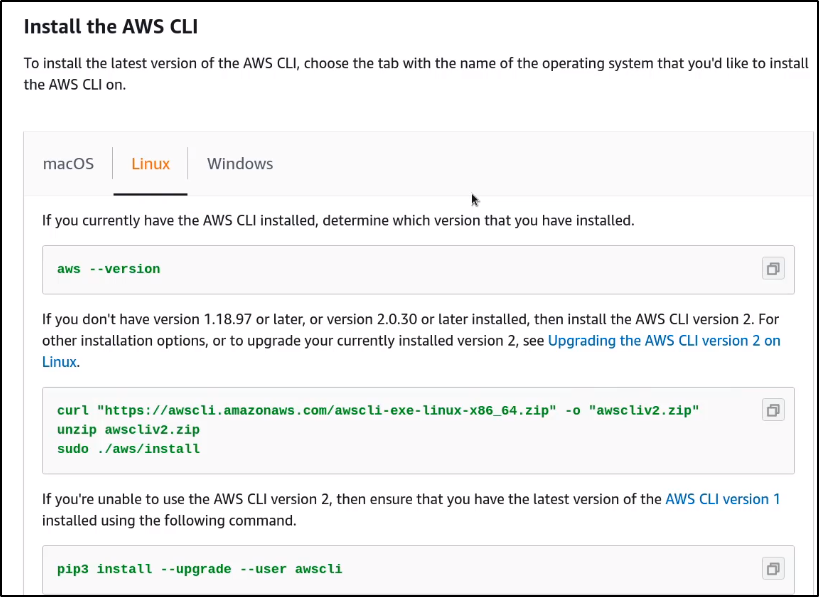 Install the AWS CLI
To install the latest version of the AWS CLI, choose the tab with the name of the operating system that you'd like to install
the AWS CLI on.
macOS
Linux
Windows
If you currently have the AWS CLI installed, determine which version that you have installed.
aws --version
If you don't have version 1.18.97 or later, or version 2.0.30 or later installed, then install the AWS CLI version 2. For
other installation options, or to upgrade your currently installed version 2, see Upgrading the AWS CLI version 2 on
Linux.
curl "https://awscli.amazonaws.com/awscli-exe-linux-x86_64.zip" -o "awscliv2.zip"
unzip awscliv2.zip
sudo ./aws/install
If you're unable to use the AWS CLI version 2, then ensure that you have the latest version of the AWS CLI version 1
installed using the following command.
pip3 install --upgrade --user awscli